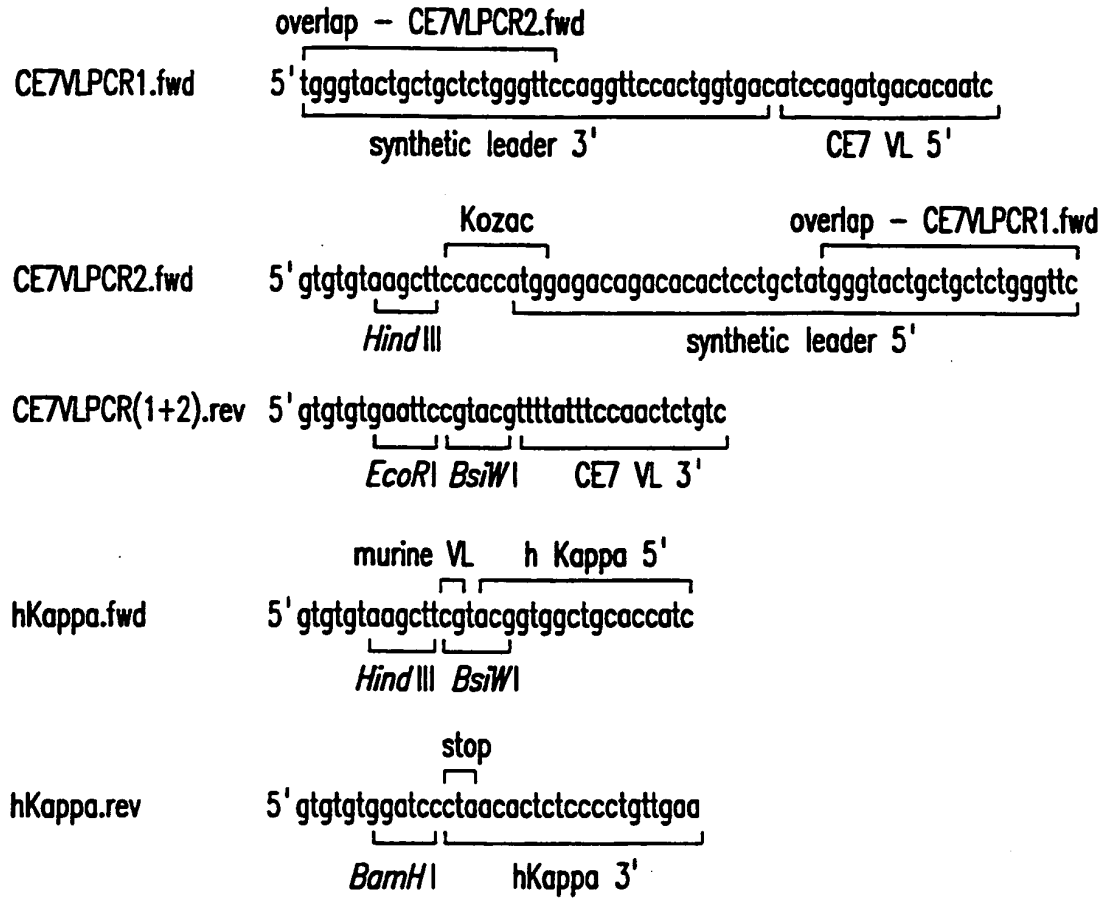 overlap - CE7VLPCR2.fwd
CE7VLPCR1.fwd 5'tgggtactgctgctctgggttccaggttccactggtgacatccagatgacacaatc
synthetic leader 3' CE7 VL 5'
Kozac overlap - CE7VLPCR1.fwd
CE7VLPCR2.fwd 5'gtgtgtaagcttccaccatggagacagacacactcctgctatgggtactgctgctctgggttc
HindIII synthetic leader 5'
CE7VLPCR(1+2).rev 5'gtgtgtgaattccgtacgttttatttccaactctgtc
EcoRI BsiWI CE7 VL 3'
murine VL h Kappa 5'
hKappa.fwd 5'gtgtgtaagcttcgtacggtggctgcaccatc
HindIII BsiWI
stop
hKappa.rev 5'gtgtgtggatccctaacactctcccctgttgaa
BamHI hKappa 3'